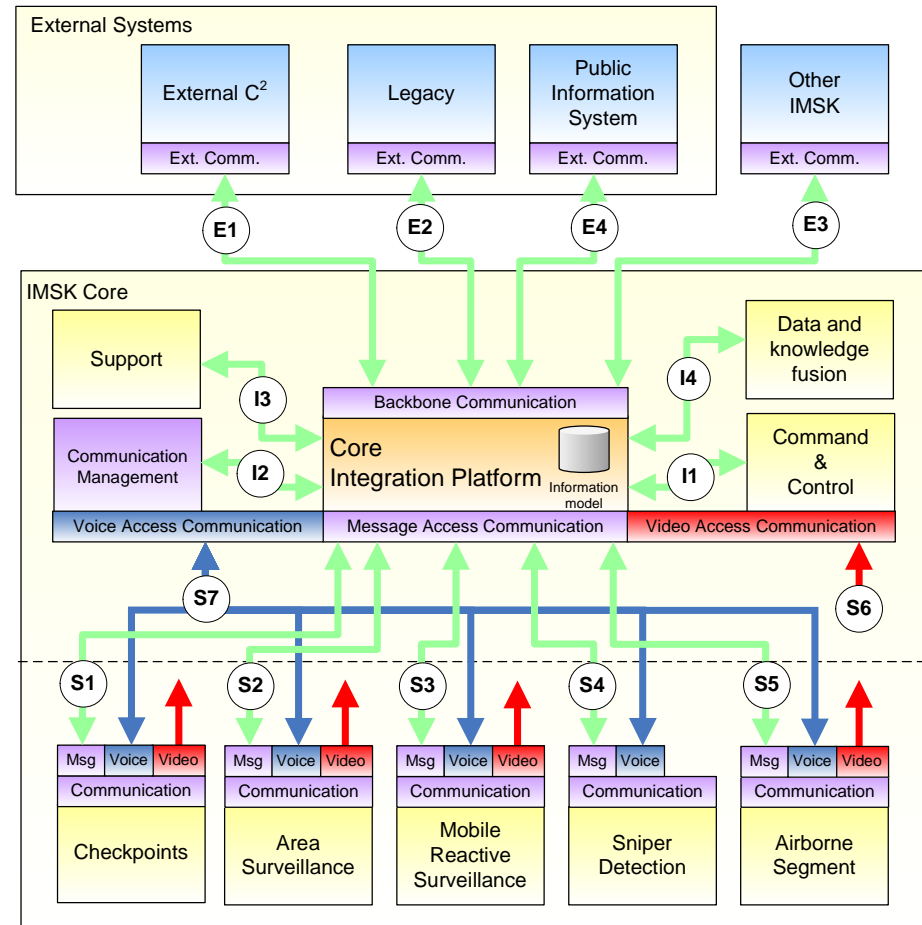 External Systems
External C²
Legacy
Public
Information
System
Other
IMSK
Ext. Comm.
Ext. Comm.
Ext. Comm.
Ext. Comm.
E1
E2
E4
E3
IMSK Core
Support
Data and
knowledge
fusion
I3
I4
Backbone Communication
Communication
Management
I2
Core
Integration Platform
Information
model
I1
Command
&
Control
Voice Access Communication
Message Access Communication
Video Access Communication
S7
S6
S1
S2
S3
S4
S5
Msg
Voice
Video
Msg
Voice
Video
Msg
Voice
Video
Msg
Voice
Msg
Voice
Video
Communication
Communication
Communication
Communication
Communication
Checkpoints
Area
Surveillance
Mobile
Reactive
Surveillance
Sniper
Detection
Airborne
Segment